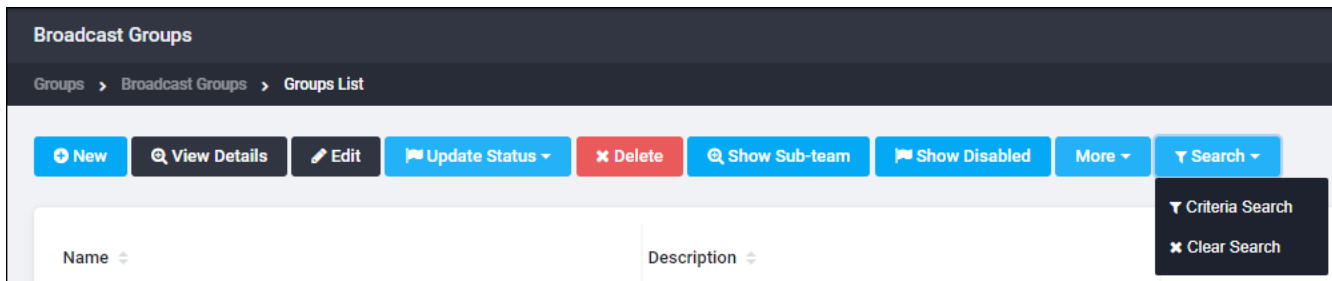 Broadcast Groups
Groups > Broadcast Groups > Groups List
New View Details Edit Update Status Delete Show Sub-team Show Disabled More Search
Criteria Search
Clear Search
Name Description